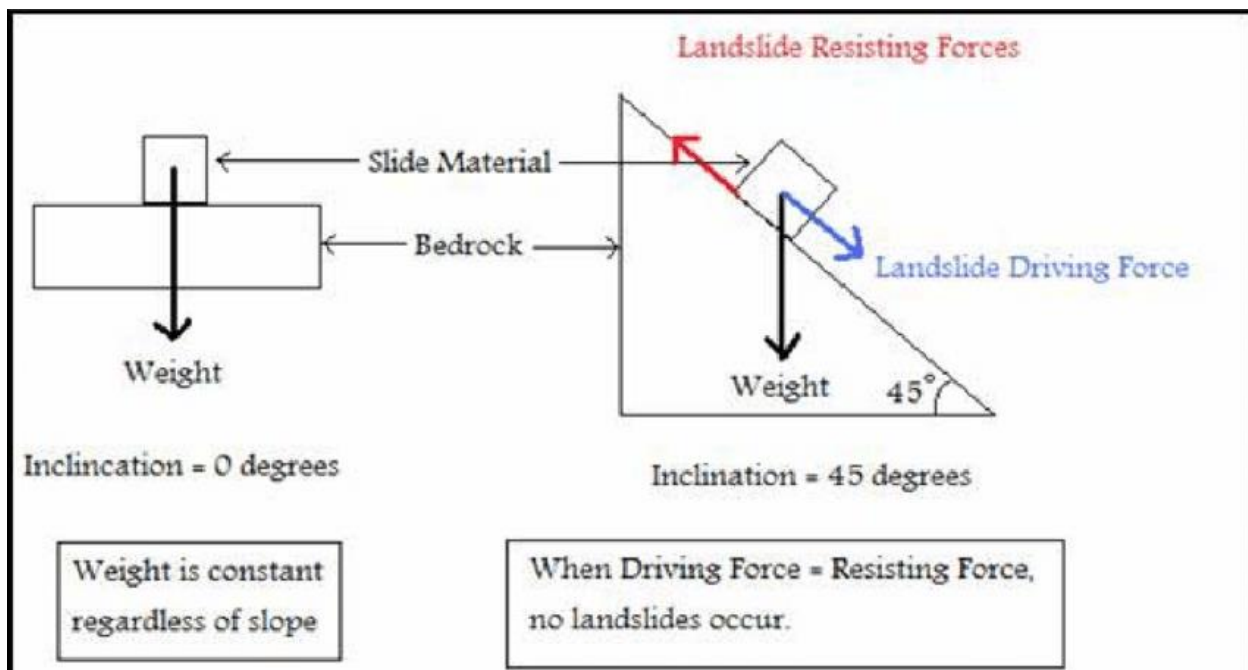 Landslide Resisting Forces
Slide Material
Bedrock
Landslide Driving Force
Weight
Weight
45°
Inclincation = 0 degrees
Inclination = 45 degrees
Weight is constant
regardless of slope
When Driving Force = Resisting Force,
no landslides occur.